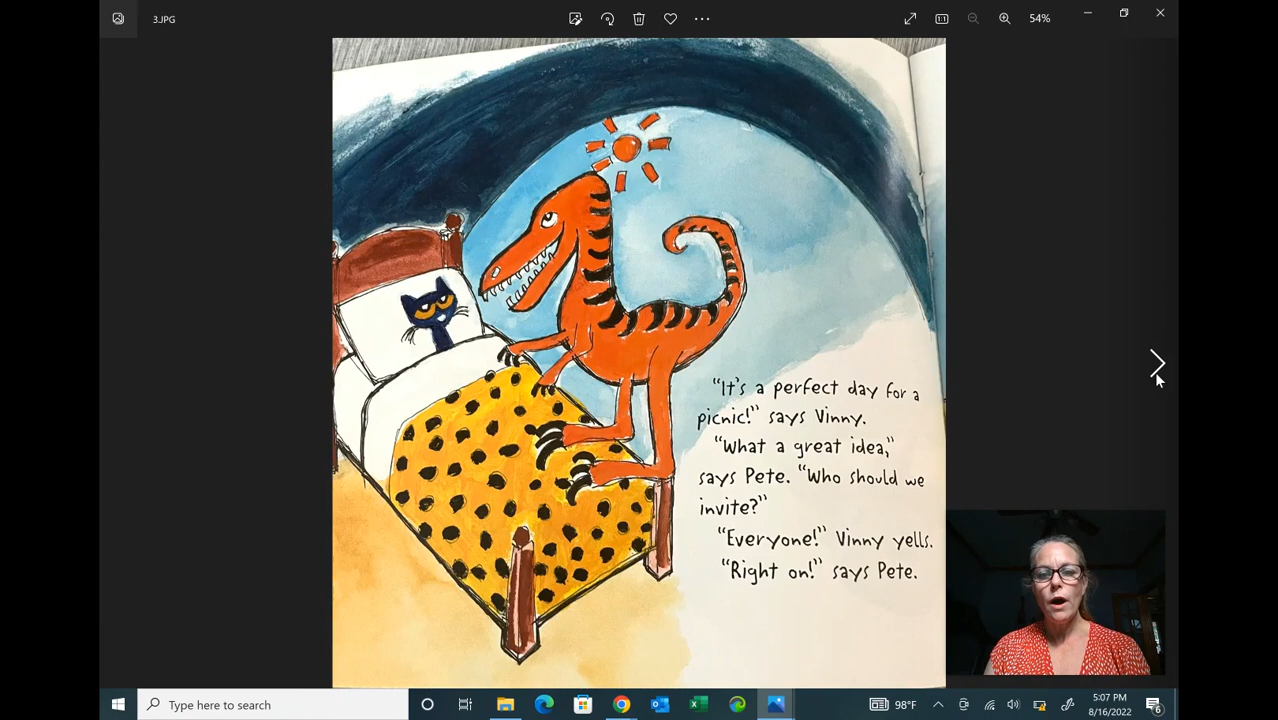 3.JPG
54%
"It's a perfect day for a
picnic!" says Vinny.
"What a great idea,"
says Pete. "Who should we
invite?"
"Everyone!" Vinny yells.
"Right on!" says Pete.
Type here to search
98°F
5:07 PM
8/16/2022
6